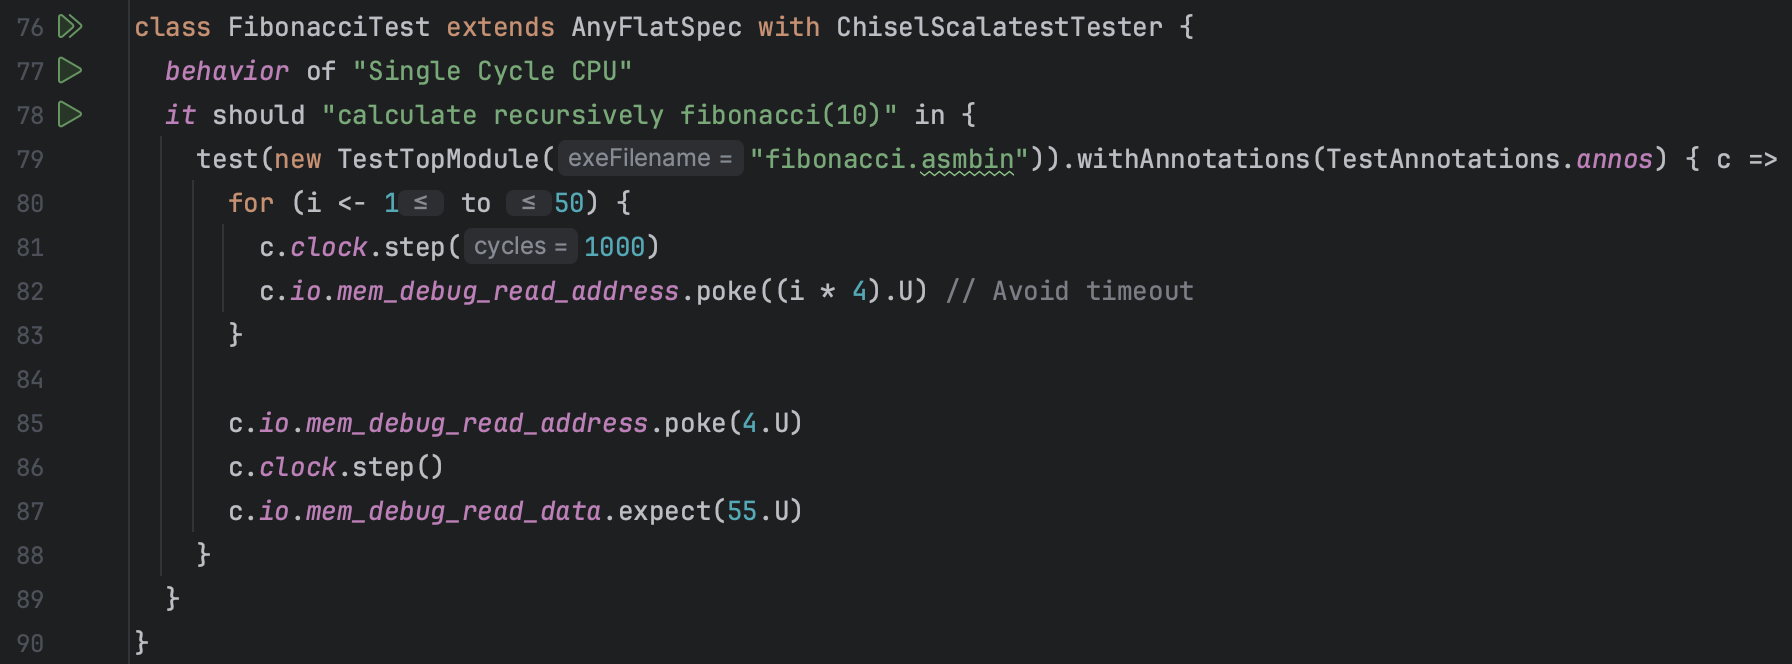 76 class FibonacciTest extends AnyFlatSpec with ChiselScalatestTester {
77 behavior of "Single Cycle CPU"
78 it should "calculate recursively fibonacci(10)" in {
79 test(new TestTopModule( exeFilename = "fibonacci.asmbin")).withAnnotations(TestAnnotations.annos) { c =>
80 for (i <- 1 ≤ to ≤ 50) {
81 c.clock.step( cycles = 1000)
82 c.io.mem_debug_read_address.poke((i * 4).U) // Avoid timeout
83 }
84
85 c.io.mem_debug_read_address.poke(4.U)
86 c.clock.step()
87 c.io.mem_debug_read_data.expect(55.U)
88 }
89 }
90 }